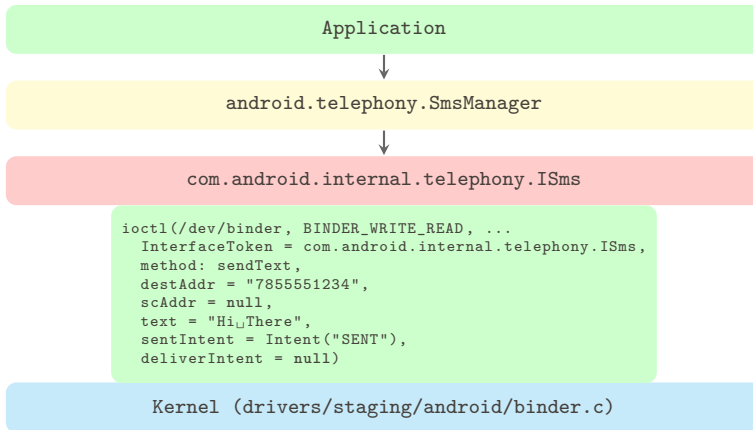 Application
android.telephony.SmsManager
com.android.internal.telephony.ISms
ioctl(/dev/binder, BINDER_WRITE_READ, ...
InterfaceToken = com.android.internal.telephony.ISms,
method: sendText,
destAddr = "7855551234",
scAddr = null,
text = "Hi␣There",
sentIntent = Intent("SENT"),
deliverIntent = null)
Kernel (drivers/staging/android/binder.c)